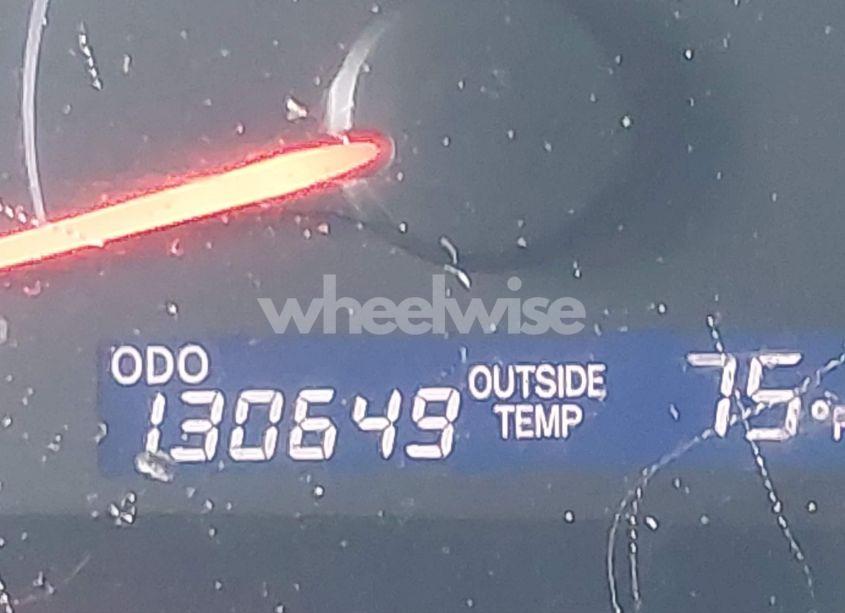 wheelwise
ODO
130649
OUTSIDE
TEMP
75°F